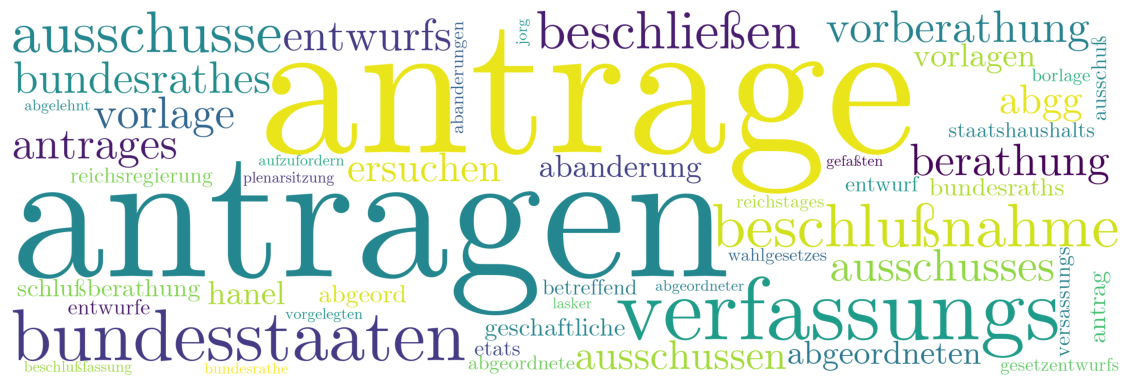 ausschusse
entwurfs
abanderungen
jorg
beschließen
vorberathung
vorlagen
borlage
ausschuß
bundesrathes
antrage
abgelehnt
vorlage
abgg
staatshaushalts
antrages
aufzufordern
ersuchen
abanderung
gefaßten
berathung
reichsregierung
plenarsitzung
entwurf
bundesraths
reichstages
antragen
beschlußnahme
wahlgesetzes
ausschusses
schlußberathung
hanel
abgeord
betreffend
abgeordneter
verfassungs
versassungs
antrag
entwurfe
vorgelegten
lasker
bundesstaaten
geschaftliche
etats
abgeordnete
ausschussen
abgeordneten
beschlußfassung
bundesrathe
gesetzentwurfs